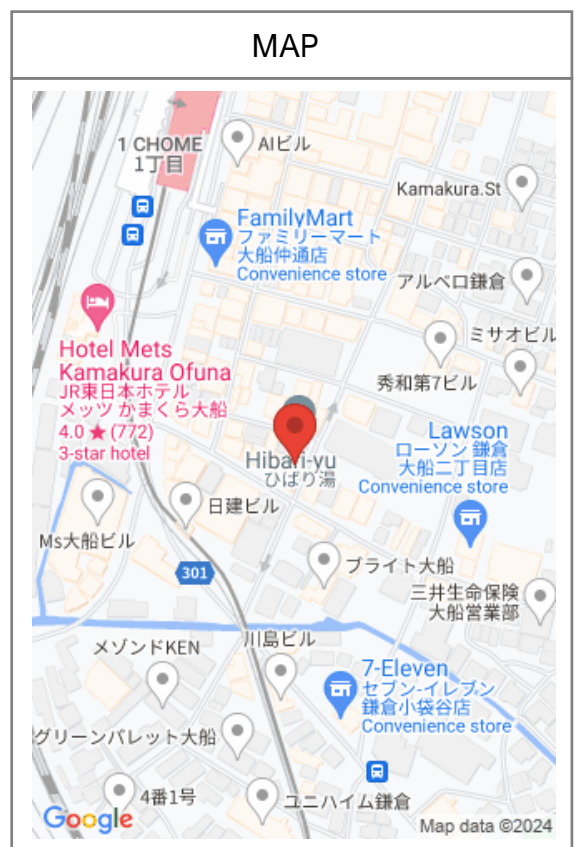 MAP
1 CHOME
1丁目
AIビル
Kamakura.St
FamilyMart
ファミリーマート
大船仲通店
Convenience store
アルベロ鎌倉
ミサオビル
Hotel Mets
Kamakura Ofuna
JR東日本ホテル
メッツ かまくら大船
4.0 ★ (772)
3-star hotel
秀和第7ビル
Hibari-yu
ひばり湯
Lawson
ローソン 鎌倉
大船二丁目店
Convenience store
日建ビル
Ms大船ビル
301
ブライト大船
三井生命保険
大船営業部
メゾンドKEN
川島ビル
7-Eleven
セブン-イレブン
鎌倉小袋谷店
Convenience store
グリーンパレット大船
4番1号
ユニハイム鎌倉
Google
Map data ©2024